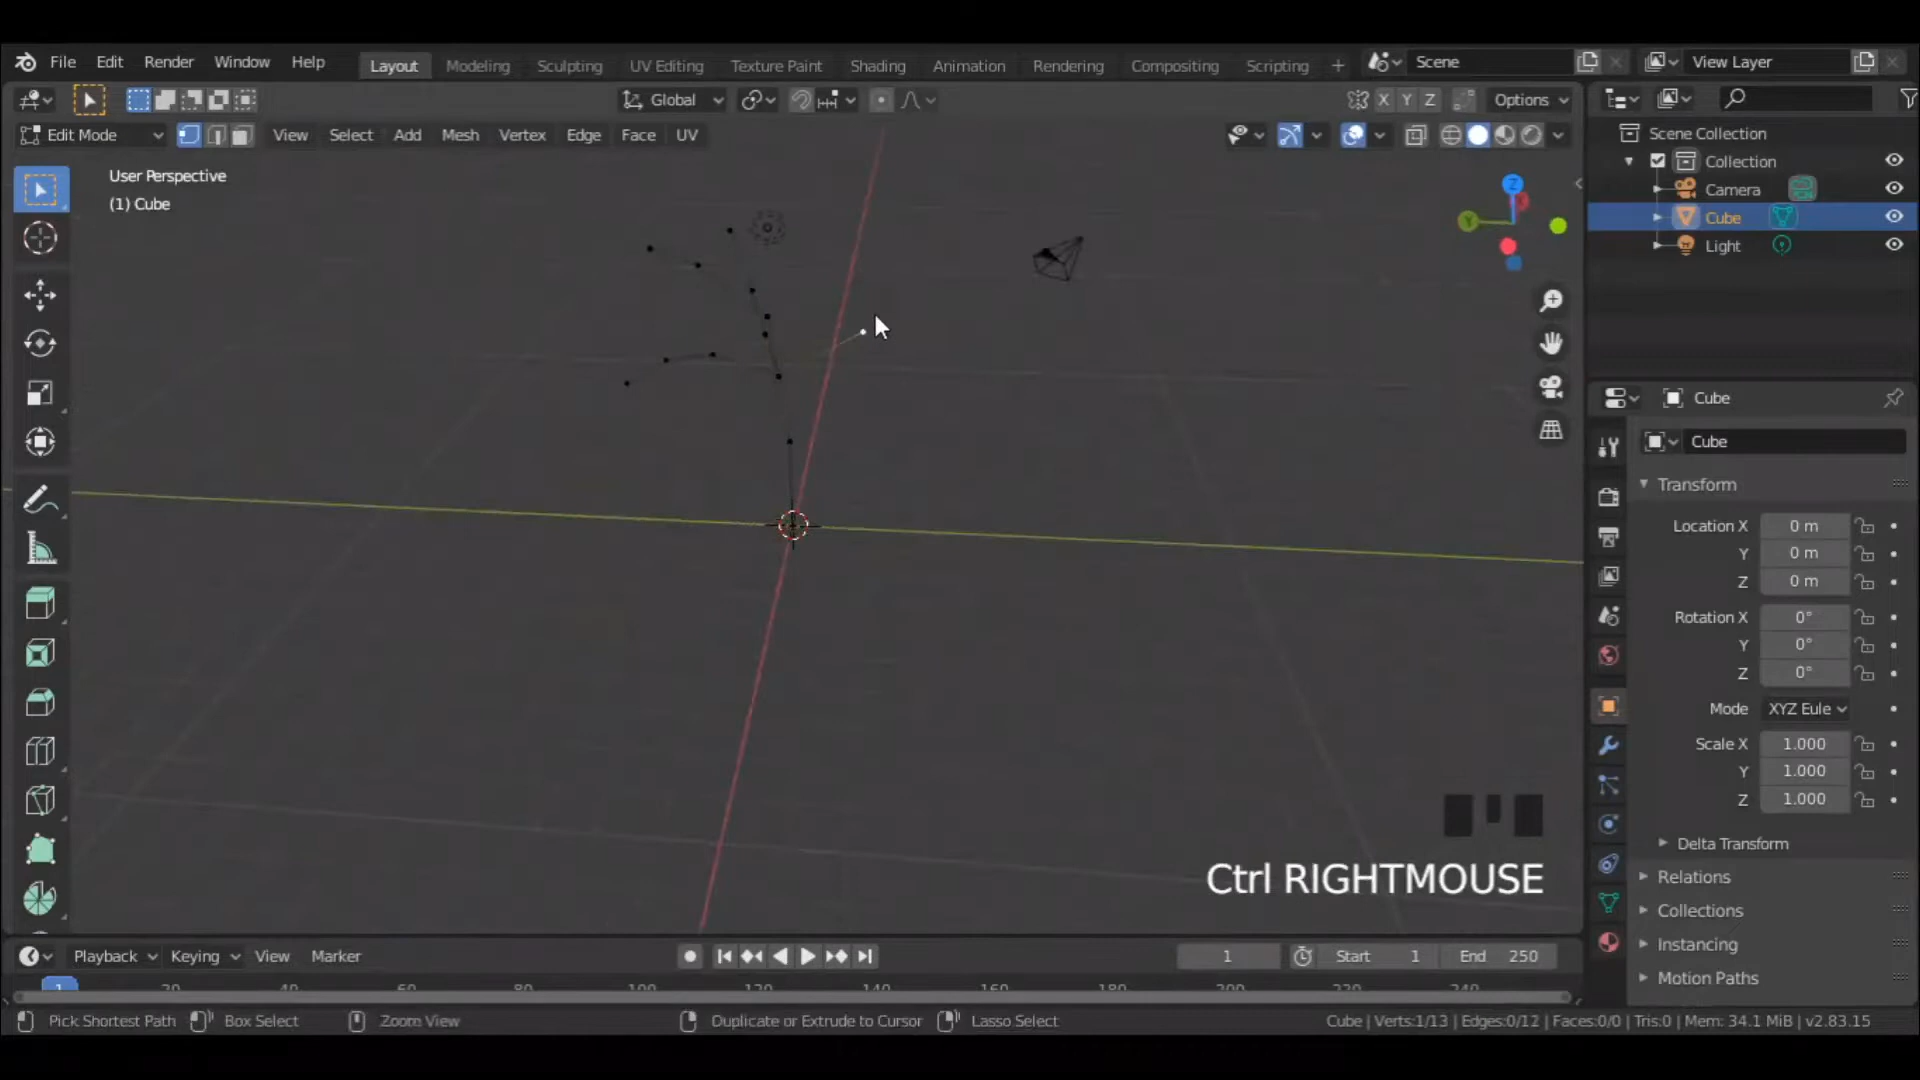 File Edit Render Window Help Layout Modeling Sculpting UV Editing Texture Paint Shading Animation Rendering Compositing Scripting + Scene View Layer
Global X Y Z Options
Edit Mode View Select Add Mesh Vertex Edge Face UV
Scene Collection
Collection
Camera
Cube
Light
User Perspective
(1) Cube
Z
Y
X
Cube
Cube
Transform
Location X 0 m
Y 0 m
Z 0 m
Rotation X 0°
Y 0°
Z 0°
Mode XYZ Eule
Scale X 1.000
Y 1.000
Z 1.000
Delta Transform
Relations
Collections
Instancing
Motion Paths
Ctrl RIGHTMOUSE
Playback Keying View Marker 1 Start 1 End 250
1 20 40 60 80 100 120 140 160 180 200 220 240
Pick Shortest Path Box Select Zoom View Duplicate or Extrude to Cursor Lasso Select Cube | Verts:1/13 | Edges:0/12 | Faces:0/0 | Tris:0 | Mem: 34.1 MiB | v2.83.15